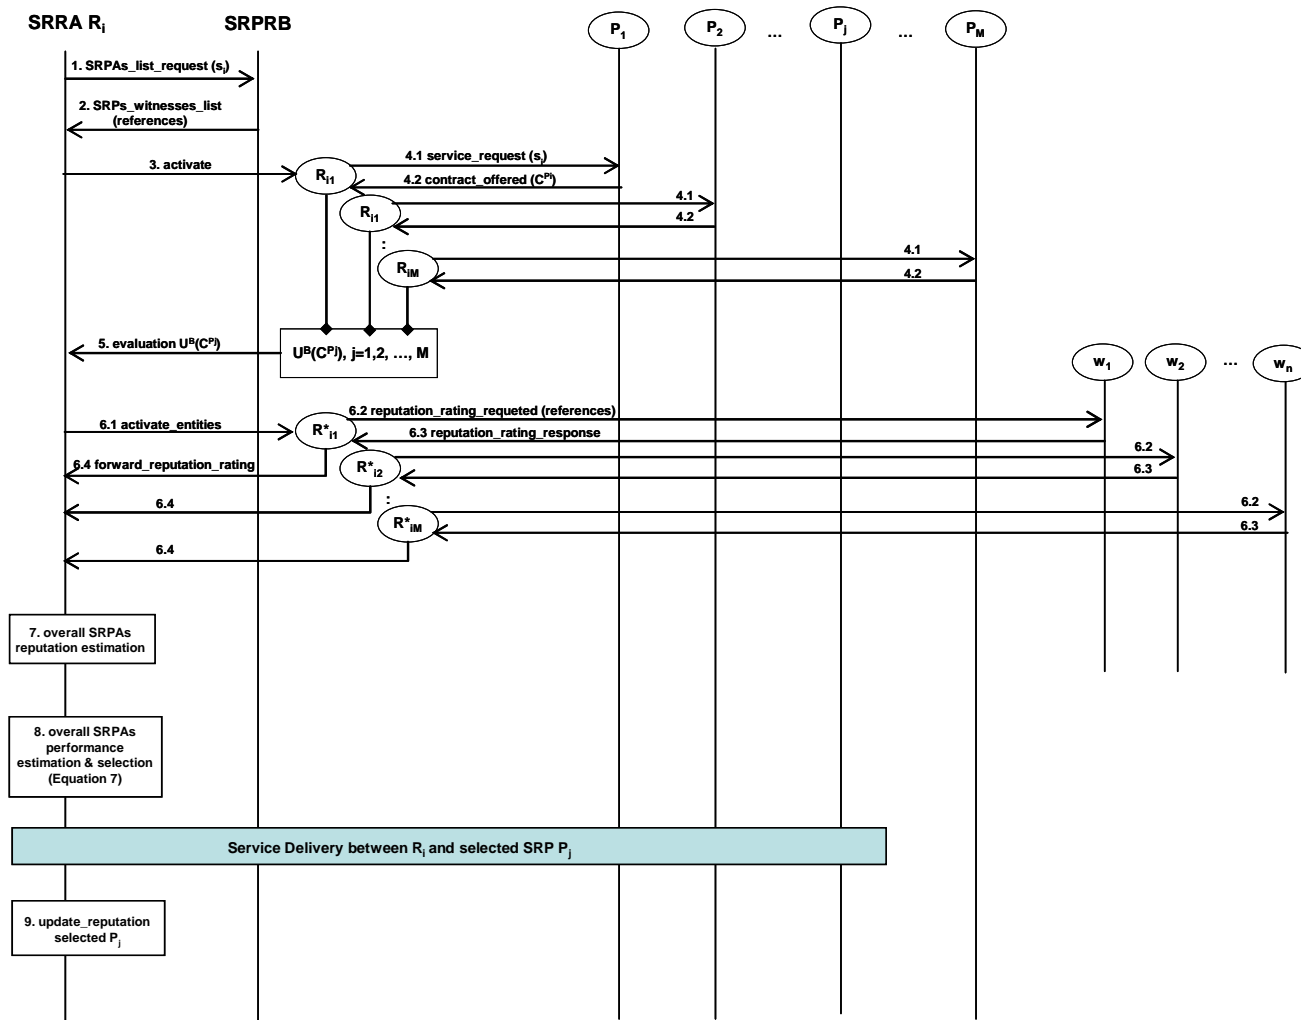 SRRA Ri
SRPRB
P1
P2
...
Pj
...
PM
1. SRPAs_list_request (si)
2. SRPs_witnesses_list
(references)
3. activate
Ri1
4.1 service_request (si)
4.2 contract_offered (CPi)
Ri1
4.1
4.2
:
RiM
4.1
4.2
5. evaluation UB(CPj)
UB(CPj), j=1,2, ..., M
w1
w2
...
wn
6.1 activate_entities
R*i1
6.2 reputation_rating_requeted (references)
6.3 reputation_rating_response
6.4 forward_reputation_rating
R*i2
6.2
6.3
:
6.4
R*iM
6.2
6.3
6.4
7. overall SRPAs
reputation estimation
8. overall SRPAs
performance
estimation & selection
(Equation 7)
Service Delivery between Ri and selected SRP Pj
9. update_reputation
selected Pj